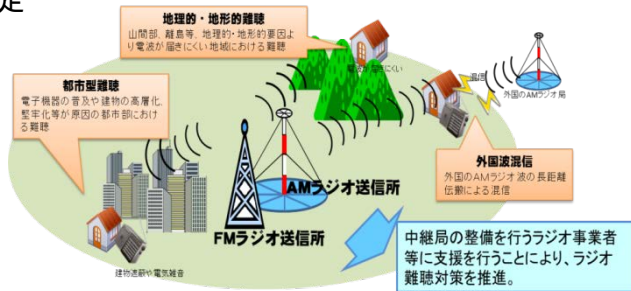 定
地理的・地形的難聴
山間部、離島等、地理的・地形的要因よ
り電波が届きにくい地域における難聴
電波が届きにくい
混信
外国のAMラジオ局
都市型難聴
電子機器の普及や建物の高層化、
堅牢化等が原因の都市部におけ
る難聴
外国波混信
外国のAMラジオ波の長距離
伝搬による混信
AMラジオ送信所
FMラジオ送信所
建物遮蔽や電気雑音
中継局の整備を行うラジオ事業者
等に支援を行うことにより、ラジオ
難聴対策を推進。